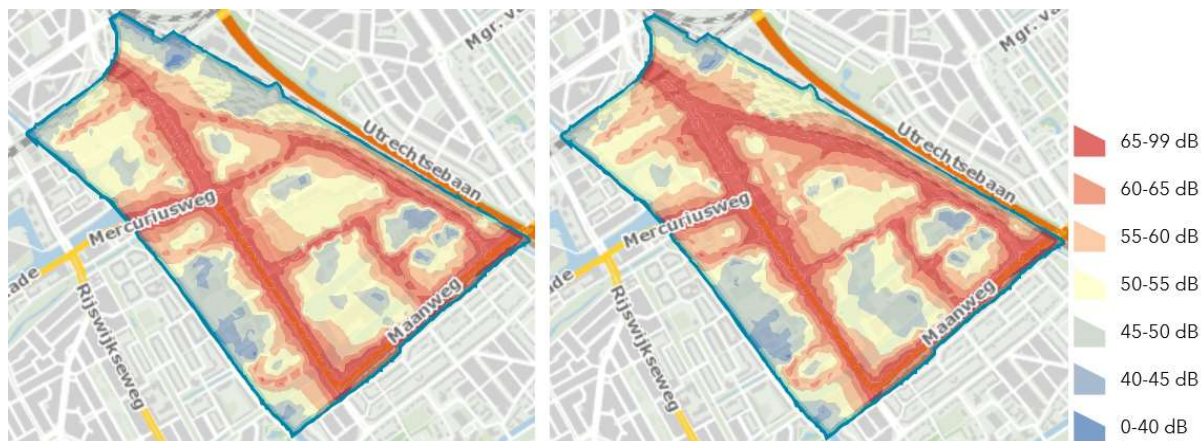 Mgr. va
Utrechtsebaan
Mercuriusweg
ade
Rijswijkseweg
Maanweg
Mgr. va
Utrechtsebaan
Mercuriusweg
ade
Rijswijkseweg
Maanweg
65-99 dB
60-65 dB
55-60 dB
50-55 dB
45-50 dB
40-45 dB
0-40 dB